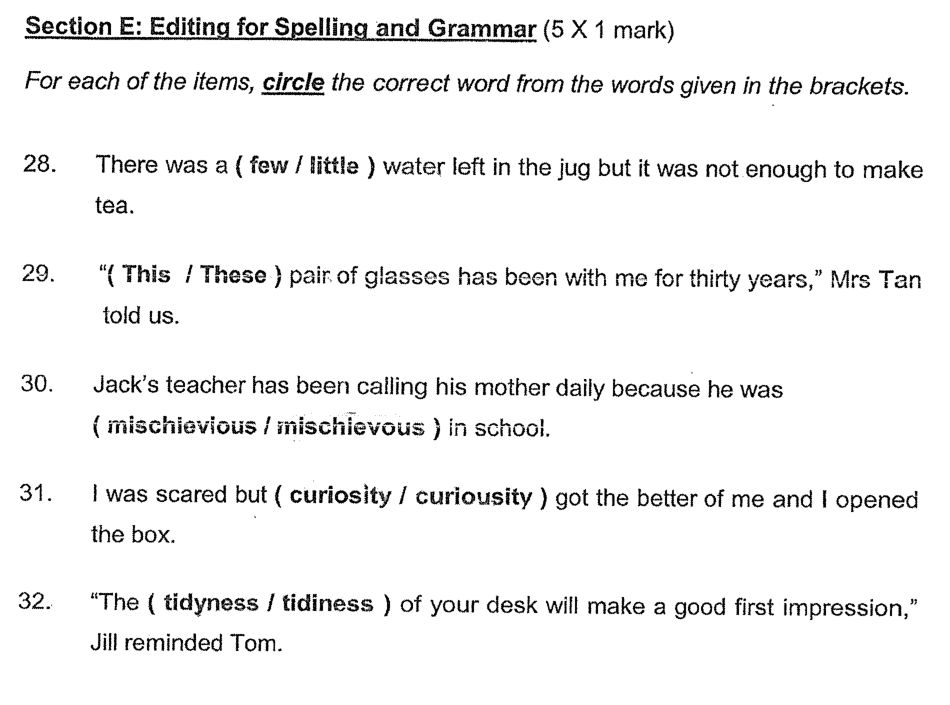 Section E: Editing for Spelling and Grammar (5 X 1 mark)
For each of the items, circle the correct word from the words given in the brackets.
28. There was a ( few / little ) water left in the jug but it was not enough to make
tea.
29. “( This / These ) pair of glasses has been with me for thirty years,” Mrs Tan
told us.
30. Jack’s teacher has been calling his mother daily because he was
( mischievious / mischievous ) in school.
31. I was scared but ( curiosity / curiousity ) got the better of me and I opened
the box.
32. “The ( tidyness / tidiness ) of your desk will make a good first impression,”
Jill reminded Tom.